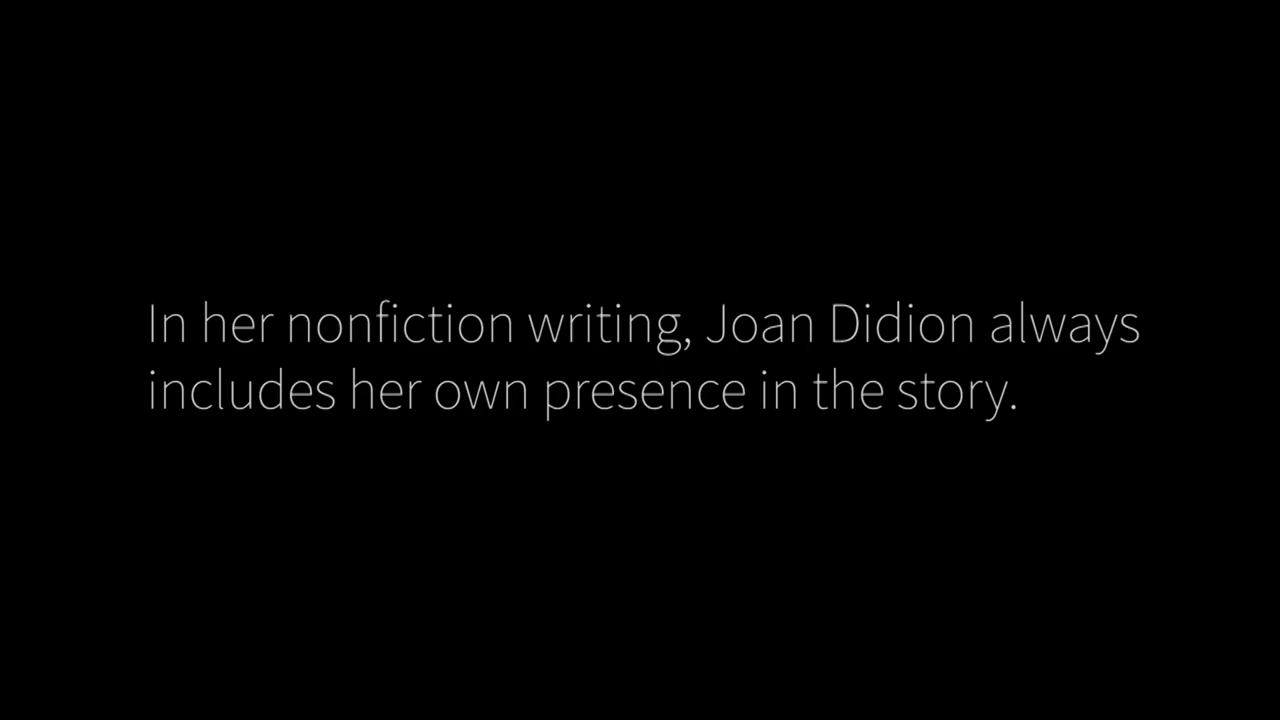 In her nonfiction writing, Joan Didion always
includes her own presence in the story.